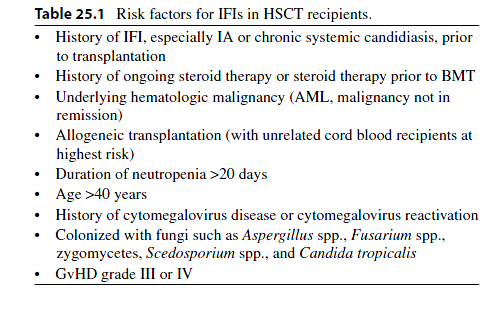 Table 25.1 Risk factors for IFIs in HSCT recipients.
• History of IFI, especially IA or chronic systemic candidiasis, prior
to transplantation
• History of ongoing steroid therapy or steroid therapy prior to BMT
• Underlying hematologic malignancy (AML, malignancy not in
remission)
• Allogeneic transplantation (with unrelated cord blood recipients at
highest risk)
• Duration of neutropenia >20 days
• Age >40 years
• History of cytomegalovirus disease or cytomegalovirus reactivation
• Colonized with fungi such as Aspergillus spp., Fusarium spp.,
zygomycetes, Scedosporium spp., and Candida tropicalis
• GvHD grade III or IV